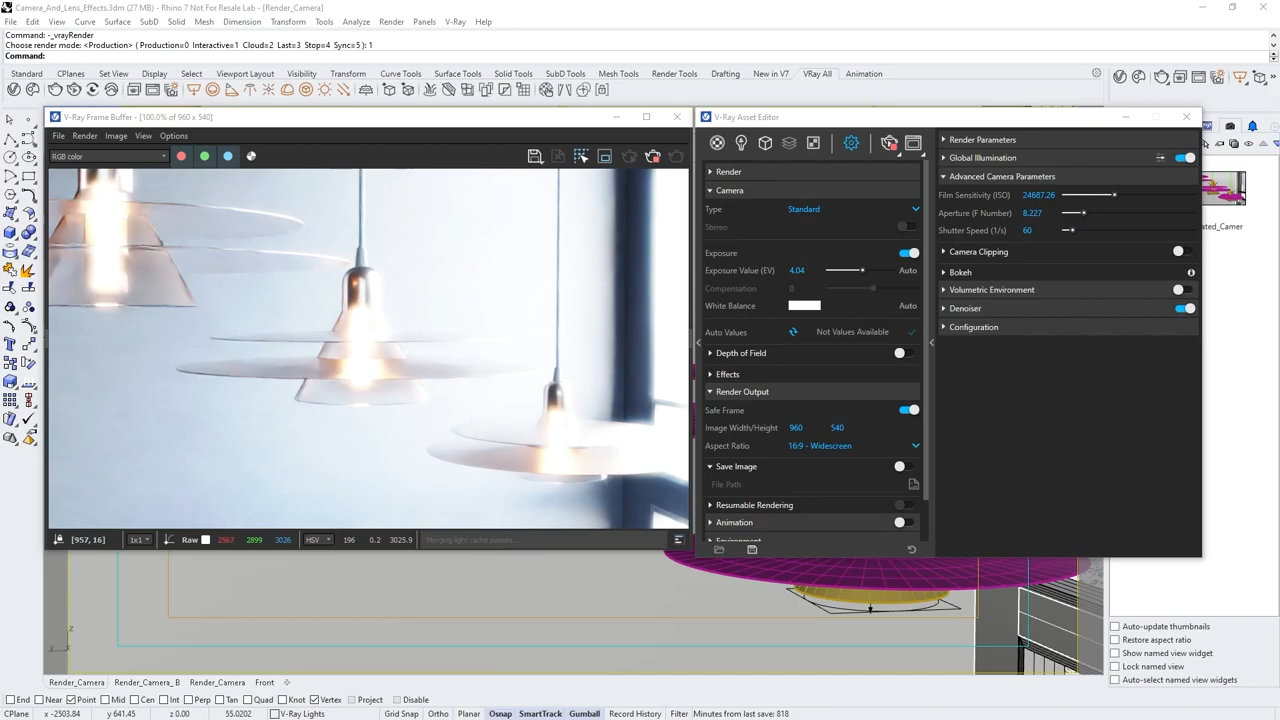 Camera_And_Lens_Effects.3dm (27 MB) - Rhino 7 Not For Resale Lab - [Render_Camera]
File Edit View Curve Surface SubD Solid Mesh Dimension Transform Tools Analyze Render Panels V-Ray Help
Command: -_vrayRender
Choose render mode: <Production> ( Production=0 Interactive=1 Cloud=2 Last=3 Stop=4 Sync=5 ): 1
Command:
Standard CPlanes Set View Display Select Viewport Layout Visibility Transform Curve Tools Surface Tools Solid Tools SubD Tools Mesh Tools Render Tools Drafting New in V7 VRay All Animation
V-Ray Frame Buffer - [100.0% of 960 x 540]
File Render Image View Options
RGB color
[957, 16] 1x1 Raw 2567 2899 3026 HSV 196 0.2 3025.9 Merging light cache passes...
V-Ray Asset Editor
Render
Camera
Type Standard
Stereo
Exposure
Exposure Value (EV) 4.04 Auto
Compensation 0
White Balance Auto
Auto Values Not Values Available
Depth of Field
Effects
Render Output
Safe Frame
Image Width/Height 960 540
Aspect Ratio 16:9 - Widescreen
Save Image
File Path
Resumable Rendering
Animation
Environment
Render Parameters
Global Illumination
Advanced Camera Parameters
Film Sensitivity (ISO) 24687.26
Aperture (F Number) 8.227
Shutter Speed (1/s) 60
Camera Clipping
Bokeh
Volumetric Environment
Denoiser
Configuration
ated_Camer
Auto-update thumbnails
Restore aspect ratio
Show named view widget
Lock named view
Auto-select named view widgets
z
y x
Render_Camera Render_Camera_ B Render_Camera Front
End Near Point Mid Cen Int Perp Tan Quad Knot Vertex Project Disable
CPlane x -2503.84 y 641.45 z 0.00 55.0202 V-Ray Lights Grid Snap Ortho Planar Osnap SmartTrack Gumball Record History Filter Minutes from last save: 818